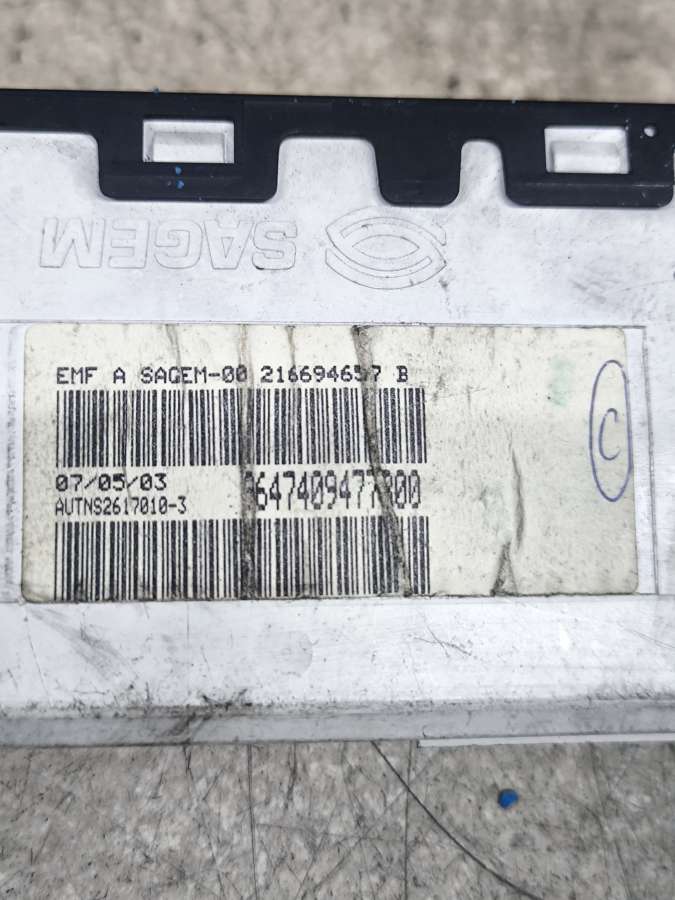 SAGEM
EMF A SAGEM-00 216694657 B
07/05/03
AUTNS2617010-3
C